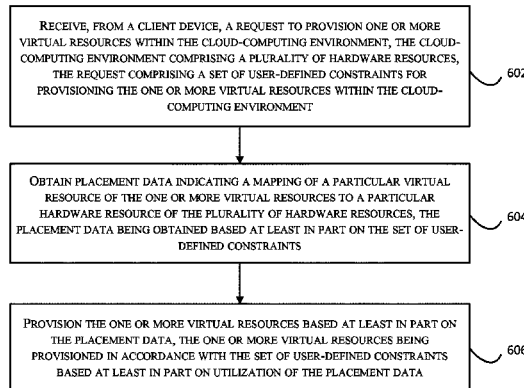 RECEIVE, FROM A CLIENT DEVICE, A REQUEST TO PROVISION ONE OR MORE
VIRTUAL RESOURCES WITHIN THE CLOUD-COMPUTING ENVIRONMENT, THE CLOUD-
COMPUTING ENVIRONMENT COMPRISING A PLURALITY OF HARDWARE RESOURCES,
THE REQUEST COMPRISING A SET OF USER-DEFINED CONSTRAINTS FOR
PROVISIONING THE ONE OR MORE VIRTUAL RESOURCES WITHIN THE CLOUD-
COMPUTING ENVIRONMENT
602
OBTAIN PLACEMENT DATA INDICATING A MAPPING OF A PARTICULAR VIRTUAL
RESOURCE OF THE ONE OR MORE VIRTUAL RESOURCES TO A PARTICULAR
HARDWARE RESOURCE OF THE PLURALITY OF HARDWARE RESOURCES, THE
PLACEMENT DATA BEING OBTAINED BASED AT LEAST IN PART ON THE SET OF USER-
DEFINED CONSTRAINTS
604
PROVISION THE ONE OR MORE VIRTUAL RESOURCES BASED AT LEAST IN PART ON
THE PLACEMENT DATA, THE ONE OR MORE VIRTUAL RESOURCES BEING
PROVISIONED IN ACCORDANCE WITH THE SET OF USER-DEFINED CONSTRAINTS
BASED AT LEAST IN PART ON UTILIZATION OF THE PLACEMENT DATA
606